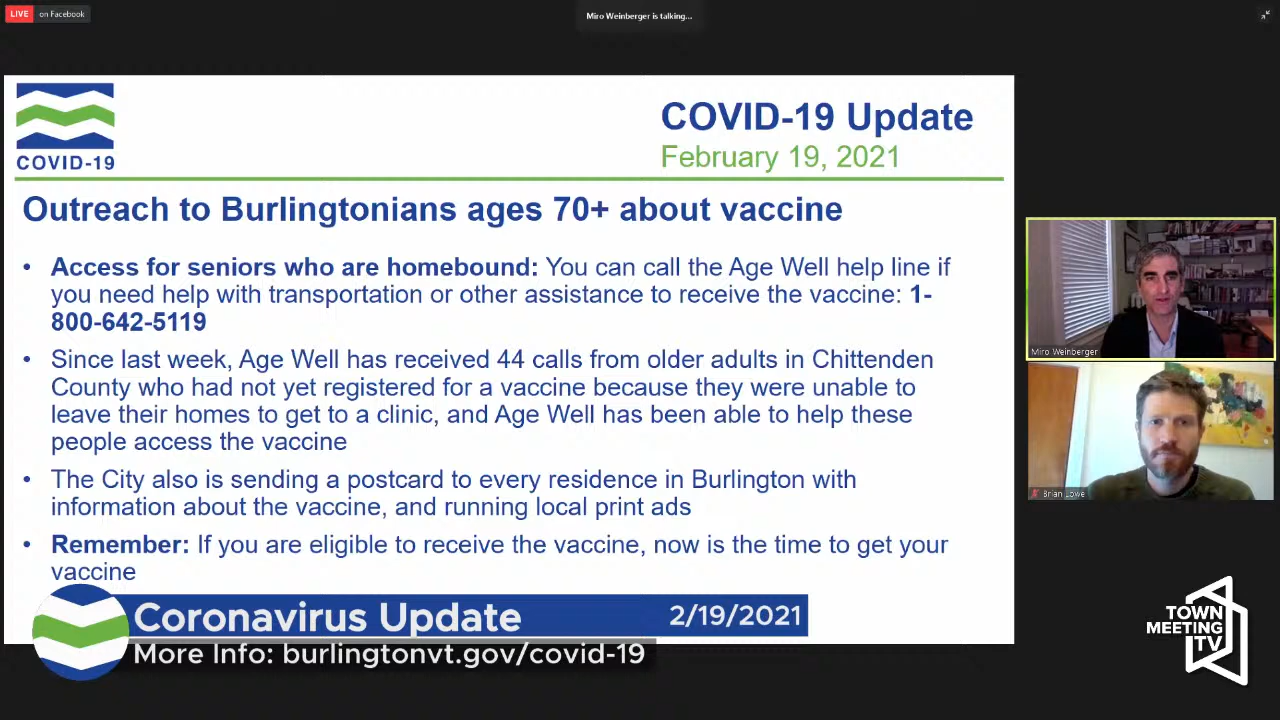 LIVE on Facebook
Miro Weinberger is talking...
COVID-19
COVID-19 Update
February 19, 2021
Outreach to Burlingtonians ages 70+ about vaccine
• Access for seniors who are homebound: You can call the Age Well help line if
you need help with transportation or other assistance to receive the vaccine: 1-
800-642-5119
• Since last week, Age Well has received 44 calls from older adults in Chittenden
County who had not yet registered for a vaccine because they were unable to
leave their homes to get to a clinic, and Age Well has been able to help these
people access the vaccine
• The City also is sending a postcard to every residence in Burlington with
information about the vaccine, and running local print ads
• Remember: If you are eligible to receive the vaccine, now is the time to get your
vaccine
Miro Weinberger
Brian Lowe
Coronavirus Update 2/19/2021
More Info: burlingtonvt.gov/covid-19
TOWN
MEETING
TV